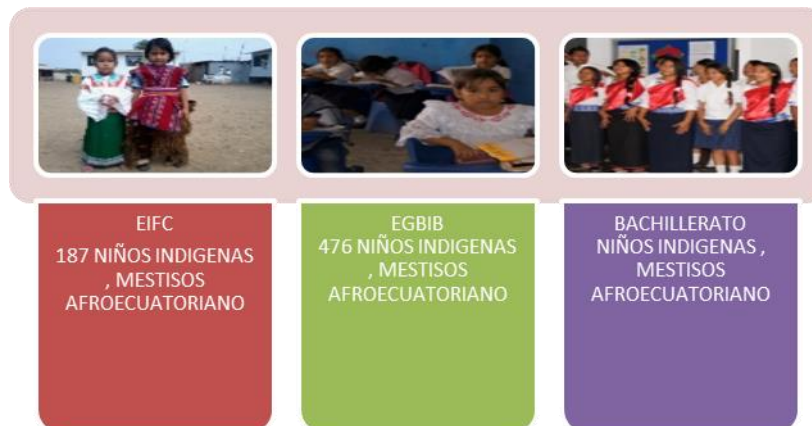 EIFC
187 NIÑOS INDIGENAS
, MESTISOS
AFROECUATORIANO
EGBIB
476 NIÑOS INDIGENAS
, MESTISOS
AFROECUATORIANO
BACHILLERATO
NIÑOS INDIGENAS ,
MESTISOS
AFROECUATORIANO